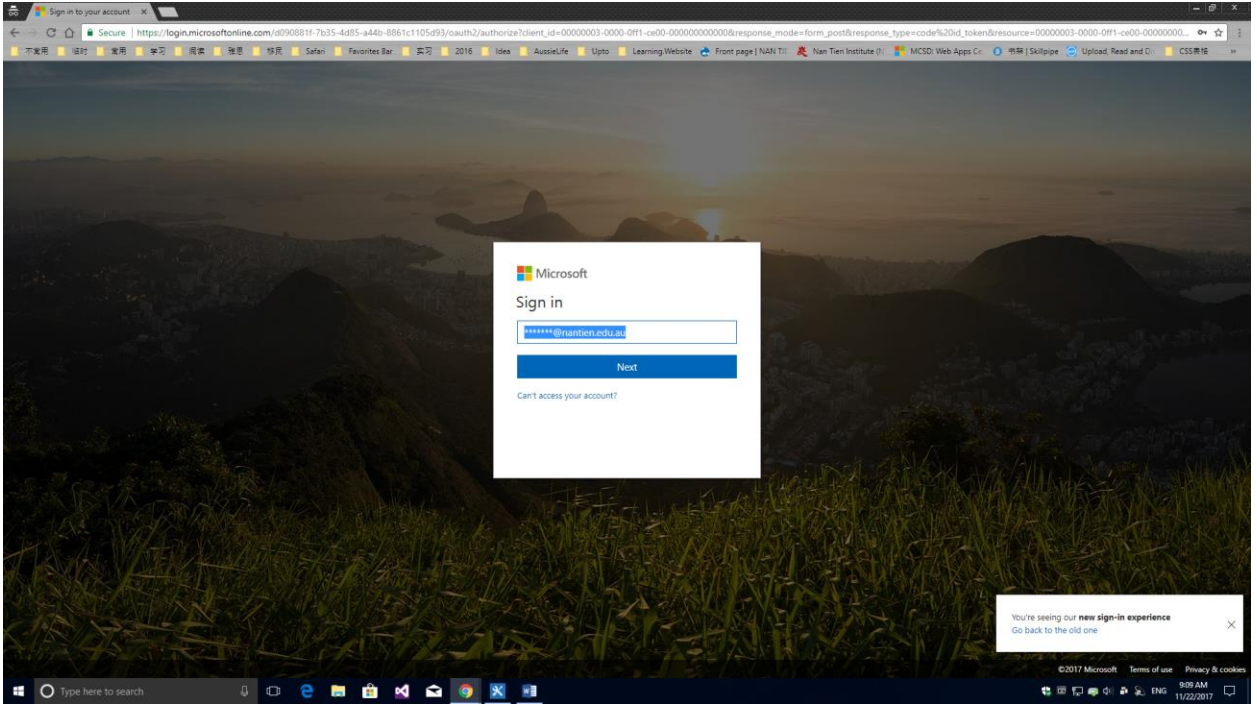 Sign in to your account
Secure | https://login.microsoftonline.com/d090881f-7b35-4d85-a44b-8861c1105d93/oauth2/authorize?client_id=00000003-0000-0ff1-ce00-000000000000&response_mode=form_post&response_type=code%20id_token&resource=00000003-0000-0ff1-ce00-00000000...
不常用 临时 常用 学习 阅读 雅思 移民 Safari Favorites Bar 实习 2016 Idea AussieLife Upto Learning.Website Front page | NAN TII Nan Tien Institute (N MCSD: Web Apps Ce 书架 | Skillpipe Upload, Read and Di CSS表格 »
Microsoft
Sign in
*******@nantien.edu.au
Next
Can't access your account?
You're seeing our new sign-in experience
Go back to the old one
©2017 Microsoft Terms of use Privacy & cookies
Type here to search
ENG 9:09 AM
11/22/2017